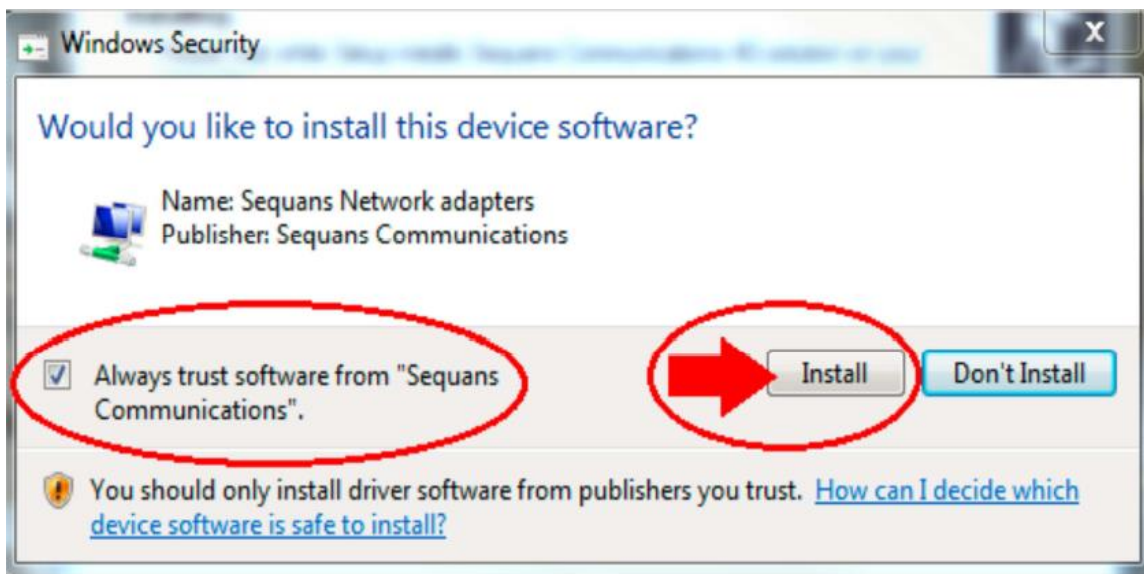 Windows Security
X
Would you like to install this device software?
Name: Sequans Network adapters
Publisher: Sequans Communications
Always trust software from "Sequans
Communications".
Install
Don't Install
You should only install driver software from publishers you trust. How can I decide which
device software is safe to install?